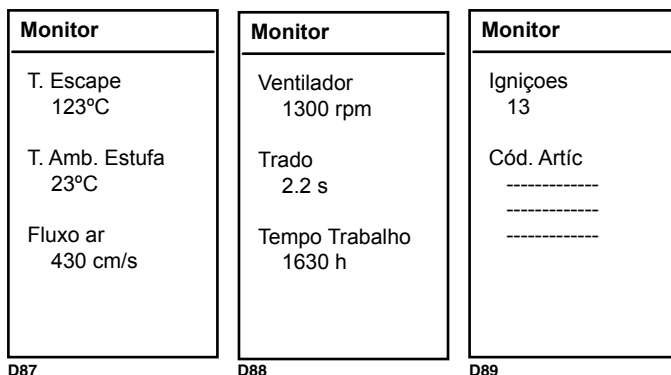 Monitor
T. Escape
123ºC
T. Amb. Estufa
23ºC
Fluxo ar
430 cm/s
D87
Monitor
Ventilador
1300 rpm
Trado
2.2 s
Tempo Trabalho
1630 h
D88
Monitor
Igniçoes
13
Cód. Artíc
-------------
-------------
-------------
D89